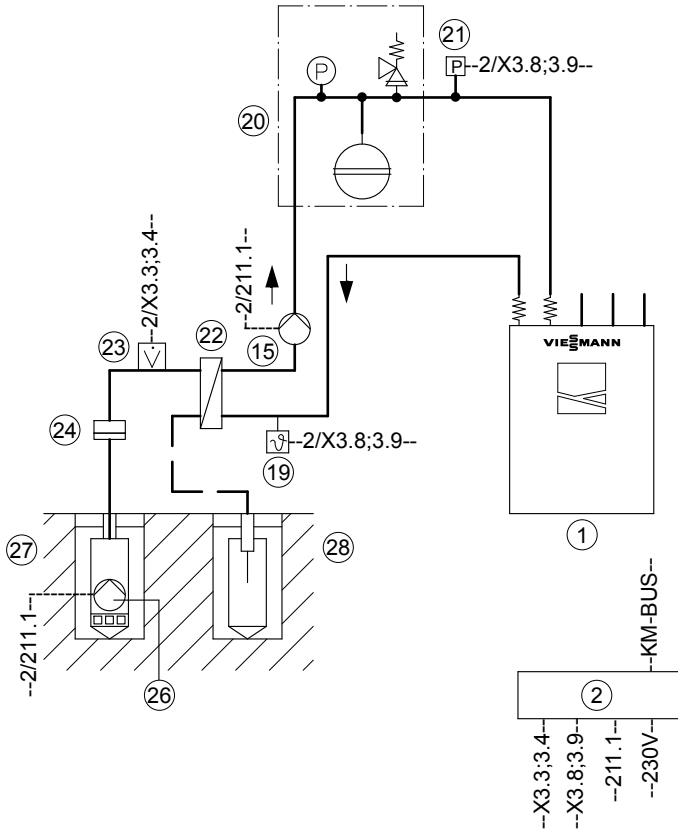 21
P
--2/X3.8;3.9--
P
20
--2/X3.3;3.4--
--2/211.1--
23
22
15
VIESSMANN
24
ϑ
--2/X3.8;3.9--
19
1
27
28
--2/211.1--
26
--KM-BUS--
2
--X3.3;3.4--
--X3.8;3.9--
--211.1--
--230V--